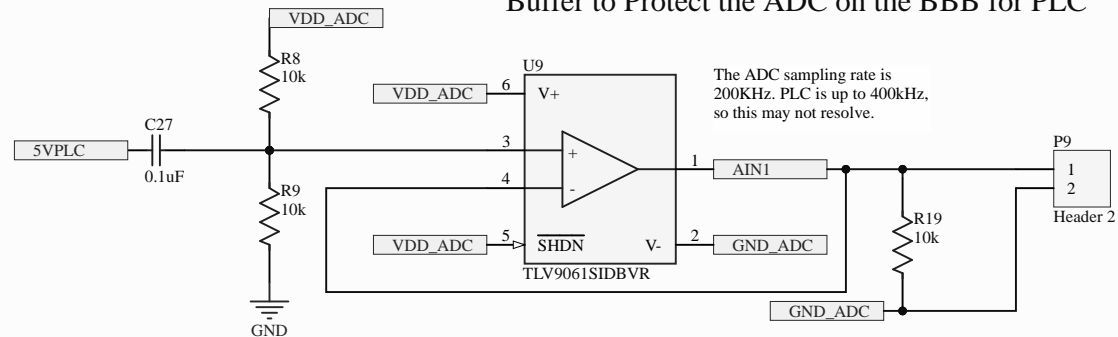 Buffer to Protect the ADC on the BBB for PLC
VDD_ADC
R8
10k
U9
6
V+
VDD_ADC
The ADC sampling rate is
200KHz. PLC is up to 400kHz,
so this may not resolve.
C27
5VPLC
0.1uF
3
+
4
-
1
AIN1
P9
1
2
Header 2
R9
10k
R19
10k
VDD_ADC
5
SHDN
V-
2
GND_ADC
TLV9061SIDBVR
GND_ADC
GND